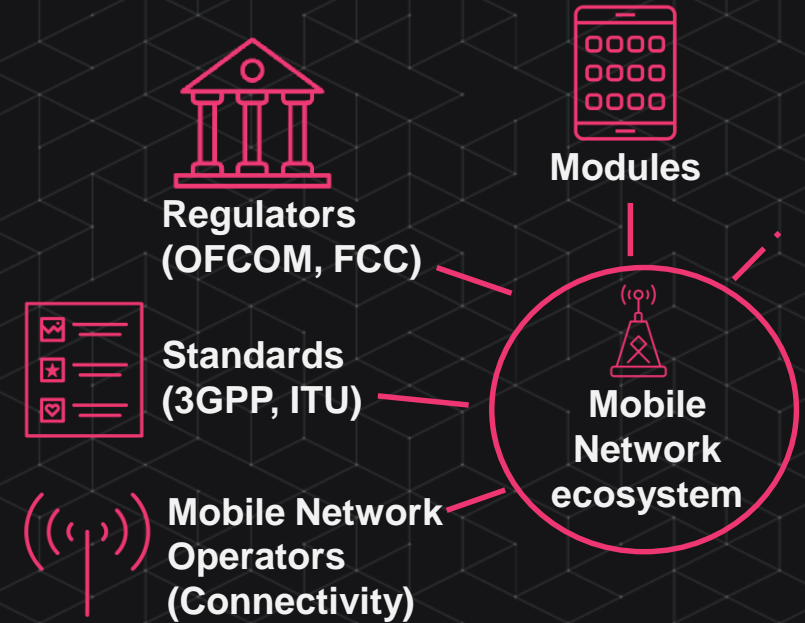 Modules
Regulators
(OFCOM, FCC)
Standards
(3GPP, ITU)
Mobile
Network
ecosystem
Mobile Network
Operators
(Connectivity)